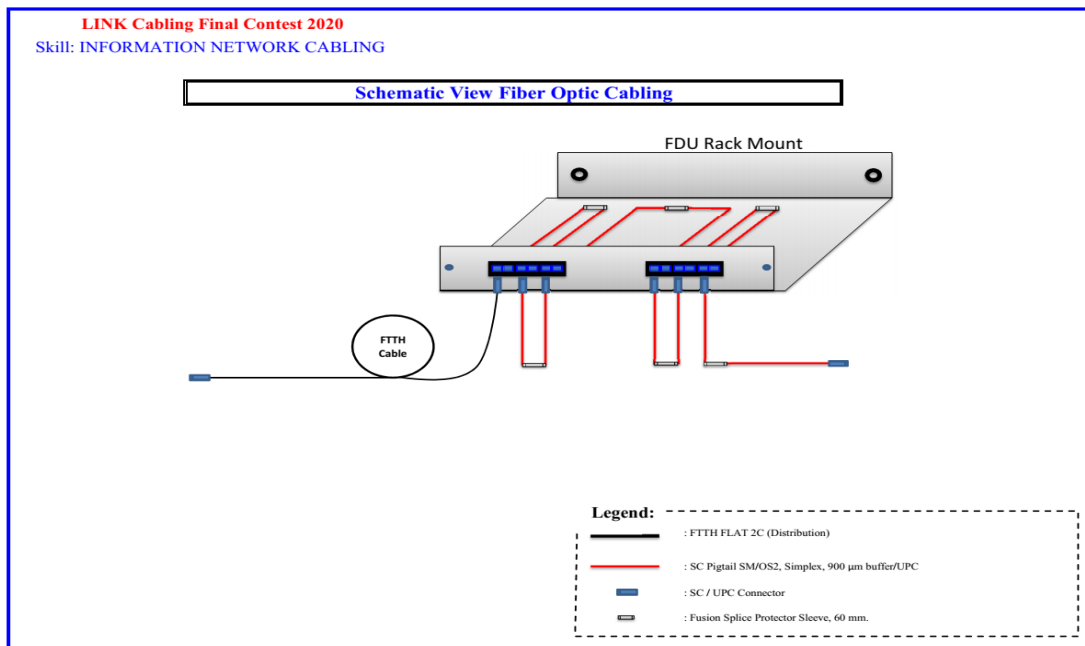 LINK Cabling Final Contest 2020
Skill: INFORMATION NETWORK CABLING
Schematic View Fiber Optic Cabling
FDU Rack Mount
FTTH
Cable
Legend:
: FTTH FLAT 2C (Distribution)
: SC Pigtail SM/OS2, Simplex, 900 μm buffer/UPC
: SC / UPC Connector
: Fusion Splice Protector Sleeve, 60 mm.